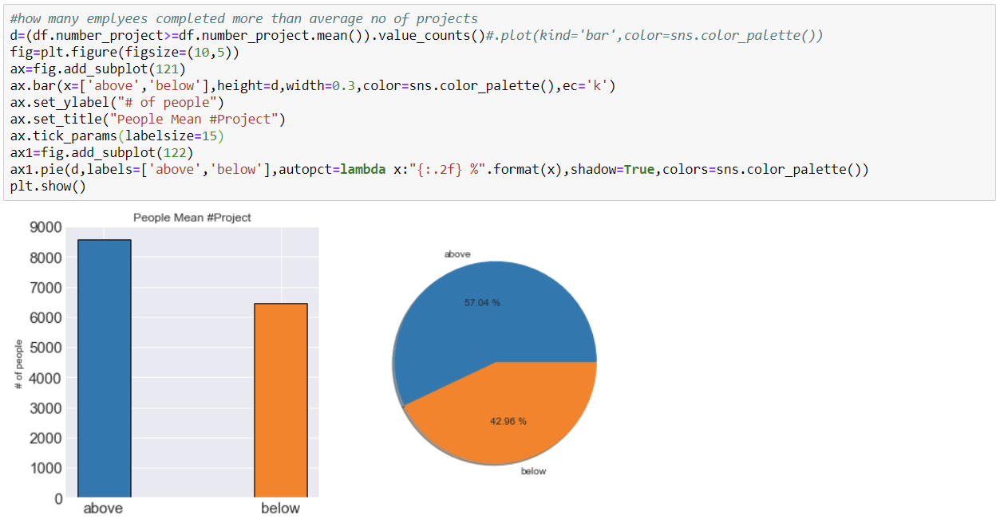 #how many emplyees completed more than average no of projects
d=(df.number_project>=df.number_project.mean()).value_counts()#.plot(kind='bar',color=sns.color_palette())
fig=plt.figure(figsize=(10,5))
ax=fig.add_subplot(121)
ax.bar(x=['above','below'],height=d,width=0.3,color=sns.color_palette(),ec='k')
ax.set_ylabel("# of people")
ax.set_title("People Mean #Project")
ax.tick_params(labelsize=15)
ax1=fig.add_subplot(122)
ax1.pie(d,labels=['above','below'],autopct=lambda x:"{:.2f} %".format(x),shadow=True,colors=sns.color_palette())
plt.show()
People Mean #Project
9000
8000
7000
6000
5000
4000
3000
2000
1000
0
# of people
above
below
above
57.04 %
42.96 %
below